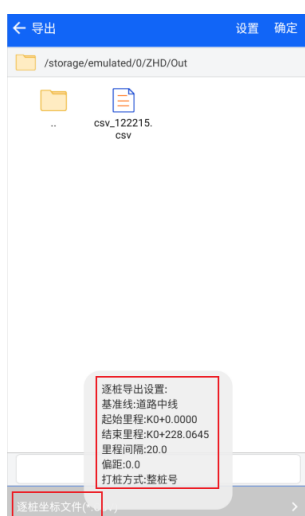 导出 设置 确定
/storage/emulated/0/ZHD/Out
..
csv_122215.
csv
逐桩导出设置:
基准线:道路中线
起始里程:K0+0.0000
结束里程:K0+228.0645
里程间隔:20.0
偏距:0.0
打桩方式:整桩号
逐桩坐标文件(*